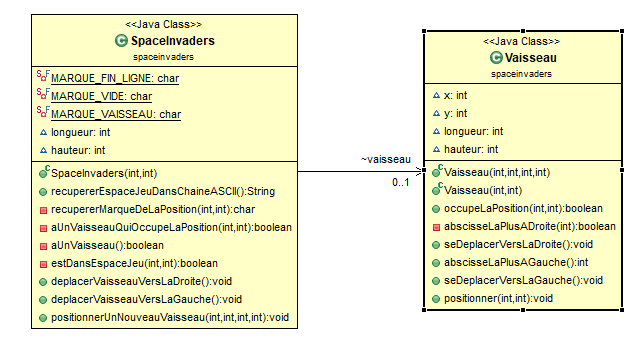 <<Java Class>>
SpaceInvaders
spaceinvaders
MARQUE_FIN_LIGNE: char
MARQUE_VIDE: char
MARQUE_VAISSEAU: char
longueur: int
hauteur: int
SpaceInvaders(int,int)
recupererEspaceJeuDansChaineASCII():String
recupererMarqueDeLaPosition(int,int):char
aUnVaisseauQuiOccupeLaPosition(int,int):boolean
aUnVaisseau():boolean
estDansEspaceJeu(int,int):boolean
deplacerVaisseauVersLaDroite():void
deplacerVaisseauVersLaGauche():void
positionnerUnNouveauVaisseau(int,int,int,int):void
~vaisseau
0..1
<<Java Class>>
Vaisseau
spaceinvaders
x: int
y: int
longueur: int
hauteur: int
Vaisseau(int,int,int,int)
Vaisseau(int,int)
occupeLaPosition(int,int):boolean
abscisseLaPlusADroite(int):boolean
seDeplacerVersLaDroite():void
abscisseLaPlusAGauche():int
seDeplacerVersLaGauche():void
positionner(int,int):void